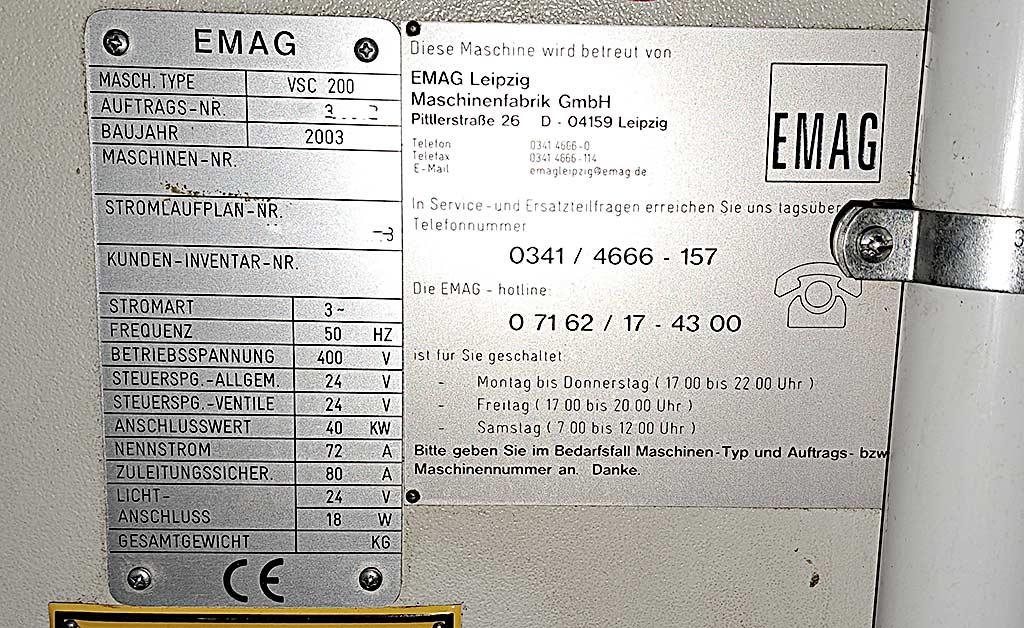 EMAG
MASCH. TYPE VSC 200
AUFTRAGS-NR.
BAUJAHR 2003
MASCHINEN-NR.
STROMLAUFPLAN-NR.
KUNDEN-INVENTAR-NR.
STROMART 3~
FREQUENZ 50 HZ
BETRIEBSSPANNUNG 400 V
STEUERSPG.-ALLGEM. 24 V
STEUERSPG.-VENTILE 24 V
ANSCHLUSSWERT 40 KW
NENNSTROM 72 A
ZULEITUNGSSICHER. 80 A
LICHT- 24 V
ANSCHLUSS 18 W
GESAMTGEWICHT KG
CE
Diese Maschine wird betreut von
EMAG Leipzig
Maschinenfabrik GmbH
Pittlerstraße 26 D - 04159 Leipzig
Telefon 0341 4666-0
Telefax 0341 4666-114
E-Mail emagleipzig@emag.de
EMAG
In Service-und Ersatzteilfragen erreichen Sie uns tagsüber
Telefonnummer
0341 / 4666 - 157
Die EMAG - hotline:
0 71 62 / 17 - 43 00
ist für Sie geschaltet
- Montag bis Donnerstag ( 17 00 bis 22 00 Uhr )
- Freitag ( 17 00 bis 20.00 Uhr )
- Samstag ( 7.00 bis 12 00 Uhr )
Bitte geben Sie im Bedarfsfall Maschinen-Typ und Auftrags- bzw
Maschinennummer an. Danke.